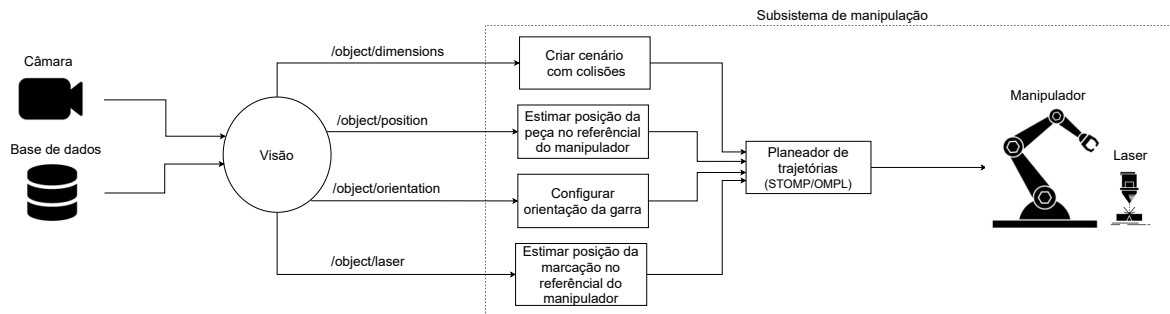 Subsistema de manipulação
Câmara
Base de dados
Visão
/object/dimensions
/object/position
/object/orientation
/object/laser
Criar cenário
com colisões
Estimar posição da
peça no referêncial
do manipulador
Configurar
orientação da garra
Estimar posição da
marcação no
referêncial do
manipulador
Planeador de
trajetórias
(STOMP/OMPL)
Manipulador
Laser